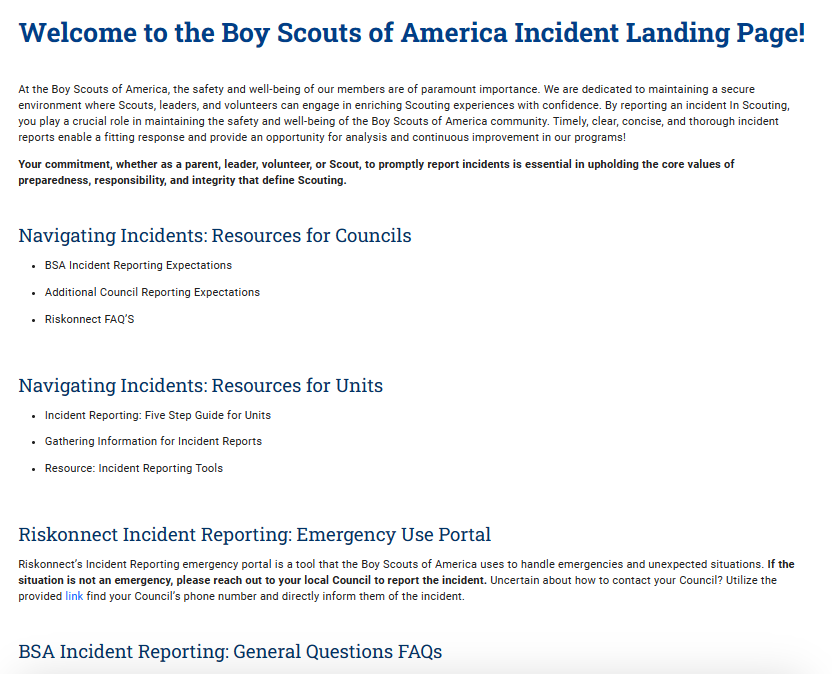 Welcome to the Boy Scouts of America Incident Landing Page!
At the Boy Scouts of America, the safety and well-being of our members are of paramount importance. We are dedicated to maintaining a secure
environment where Scouts, leaders, and volunteers can engage in enriching Scouting experiences with confidence. By reporting an incident In Scouting,
you play a crucial role in maintaining the safety and well-being of the Boy Scouts of America community. Timely, clear, concise, and thorough incident
reports enable a fitting response and provide an opportunity for analysis and continuous improvement in our programs!
Your commitment, whether as a parent, leader, volunteer, or Scout, to promptly report incidents is essential in upholding the core values of
preparedness, responsibility, and integrity that define Scouting.
Navigating Incidents: Resources for Councils
• BSA Incident Reporting Expectations
• Additional Council Reporting Expectations
• Riskonnect FAQ'S
Navigating Incidents: Resources for Units
• Incident Reporting: Five Step Guide for Units
• Gathering Information for Incident Reports
• Resource: Incident Reporting Tools
Riskonnect Incident Reporting: Emergency Use Portal
Riskonnect's Incident Reporting emergency portal is a tool that the Boy Scouts of America uses to handle emergencies and unexpected situations. If the
situation is not an emergency, please reach out to your local Council to report the incident. Uncertain about how to contact your Council? Utilize the
provided link find your Council's phone number and directly inform them of the incident.
BSA Incident Reporting: General Questions FAQs